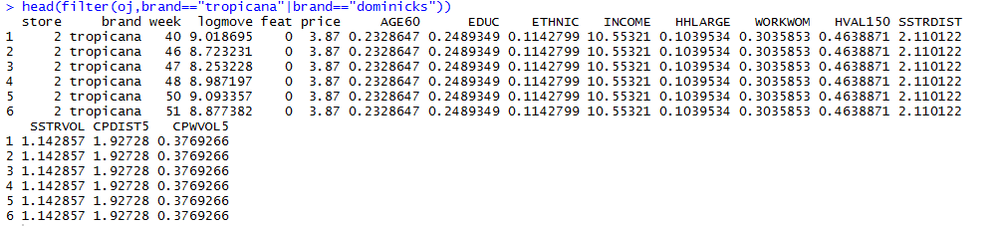 > head(filter(oj,brand=="tropicana"|brand=="dominicks"))
  store     brand week  logmove feat price     AGE60      EDUC    ETHNIC   INCOME   HHLARGE   WORKWOM   HVAL150 SSTRDIST
1     2 tropicana   40 9.018695    0  3.87 0.2328647 0.2489349 0.1142799 10.55321 0.1039534 0.3035853 0.4638871 2.110122
2     2 tropicana   46 8.723231    0  3.87 0.2328647 0.2489349 0.1142799 10.55321 0.1039534 0.3035853 0.4638871 2.110122
3     2 tropicana   47 8.253228    0  3.87 0.2328647 0.2489349 0.1142799 10.55321 0.1039534 0.3035853 0.4638871 2.110122
4     2 tropicana   48 8.987197    0  3.87 0.2328647 0.2489349 0.1142799 10.55321 0.1039534 0.3035853 0.4638871 2.110122
5     2 tropicana   50 9.093357    0  3.87 0.2328647 0.2489349 0.1142799 10.55321 0.1039534 0.3035853 0.4638871 2.110122
6     2 tropicana   51 8.877382    0  3.87 0.2328647 0.2489349 0.1142799 10.55321 0.1039534 0.3035853 0.4638871 2.110122
   SSTRVOL CPDIST5   CPWVOL5
1 1.142857 1.92728 0.3769266
2 1.142857 1.92728 0.3769266
3 1.142857 1.92728 0.3769266
4 1.142857 1.92728 0.3769266
5 1.142857 1.92728 0.3769266
6 1.142857 1.92728 0.3769266